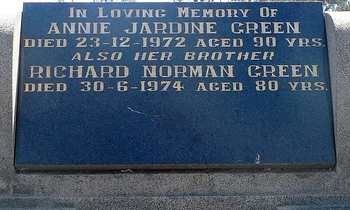 In Loving Memory Of
ANNIE JARDINE GREEN
DIED 23-12-1972 AGED 90 YRS.
ALSO HER BROTHER
RICHARD NORMAN GREEN
DIED 30-6-1974 AGED 80 YRS.